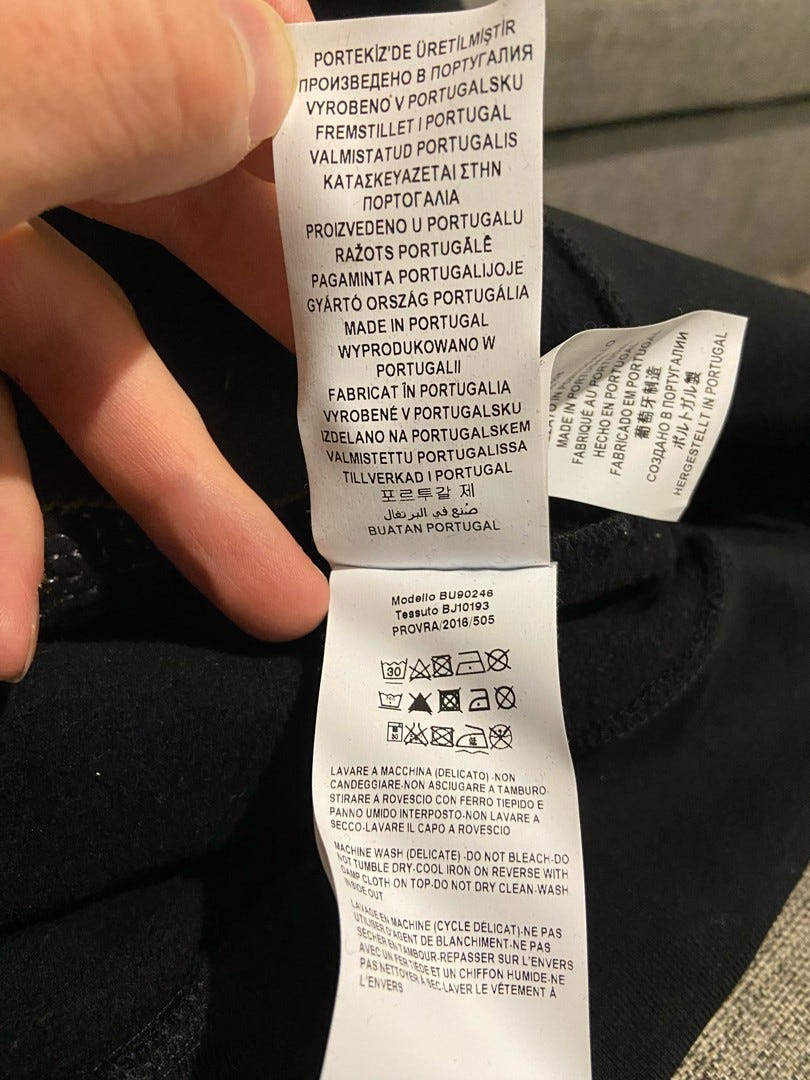 PORTEKİZ'DE ÜRETİLMİŞTİR
ПРОИЗВЕДЕНО В ПОРТУГАЛИЯ
VYROBENO V PORTUGALSKU
FREMSTILLET I PORTUGAL
VALMISTATUD PORTUGALIS
ΚΑΤΑΣΚΕΥΑΖΕΤΑΙ ΣΤΗΝ
ΠΟΡΤΟΓΑΛΙΑ
PROIZVEDENO U PORTUGALU
RAŽOTS PORTUGĀLĒ
PAGAMINTA PORTUGALIJOJE
GYÁRTÓ ORSZÁG PORTUGÁLIA
MADE IN PORTUGAL
WYPRODUKOWANO W
PORTUGALII
FABRICAT ÎN PORTUGALIA
VYROBENÉ V PORTUGALSKU
IZDELANO NA PORTUGALSKEM
VALMISTETTU PORTUGALISSA
TILLVERKAD I PORTUGAL
포르투갈 제
صُنع في البرتغال
BUATAN PORTUGAL
IN
MADE IN PORTUGAL
FABRIQUÉ AU PORTUGAL
HECHO EN PORTUGAL
FABRICADO EM PORTUGAL
葡萄牙制造
СОЗДАНО В ПОРТУГАЛИИ
ポルトガル製
HERGESTELLT IN PORTUGAL
Modello BU90246
Tessuto BJ10193
PROVRA/2016/505
30
LAVARE A MACCHINA (DELICATO) -NON
CANDEGGIARE-NON ASCIUGARE A TAMBURO-
STIRARE A ROVESCIO CON FERRO TIEPIDO E
PANNO UMIDO INTERPOSTO-NON LAVARE A
SECCO-LAVARE IL CAPO A ROVESCIO
MACHINE WASH (DELICATE) -DO NOT BLEACH-DO
NOT TUMBLE DRY-COOL IRON ON REVERSE WITH
DAMP CLOTH ON TOP-DO NOT DRY CLEAN-WASH
INSIDE OUT
LAVAGE EN MACHINE (CYCLE DÉLICAT)-NE PAS
UTILISER D'AGENT DE BLANCHIMENT-NE PAS
SÉCHER EN TAMBOUR-REPASSER SUR L'ENVERS
AVEC UN FER TIÈDE ET UN CHIFFON HUMIDE-NE
PAS NETTOYER À SEC-LAVER LE VÊTEMENT À
L'ENVERS